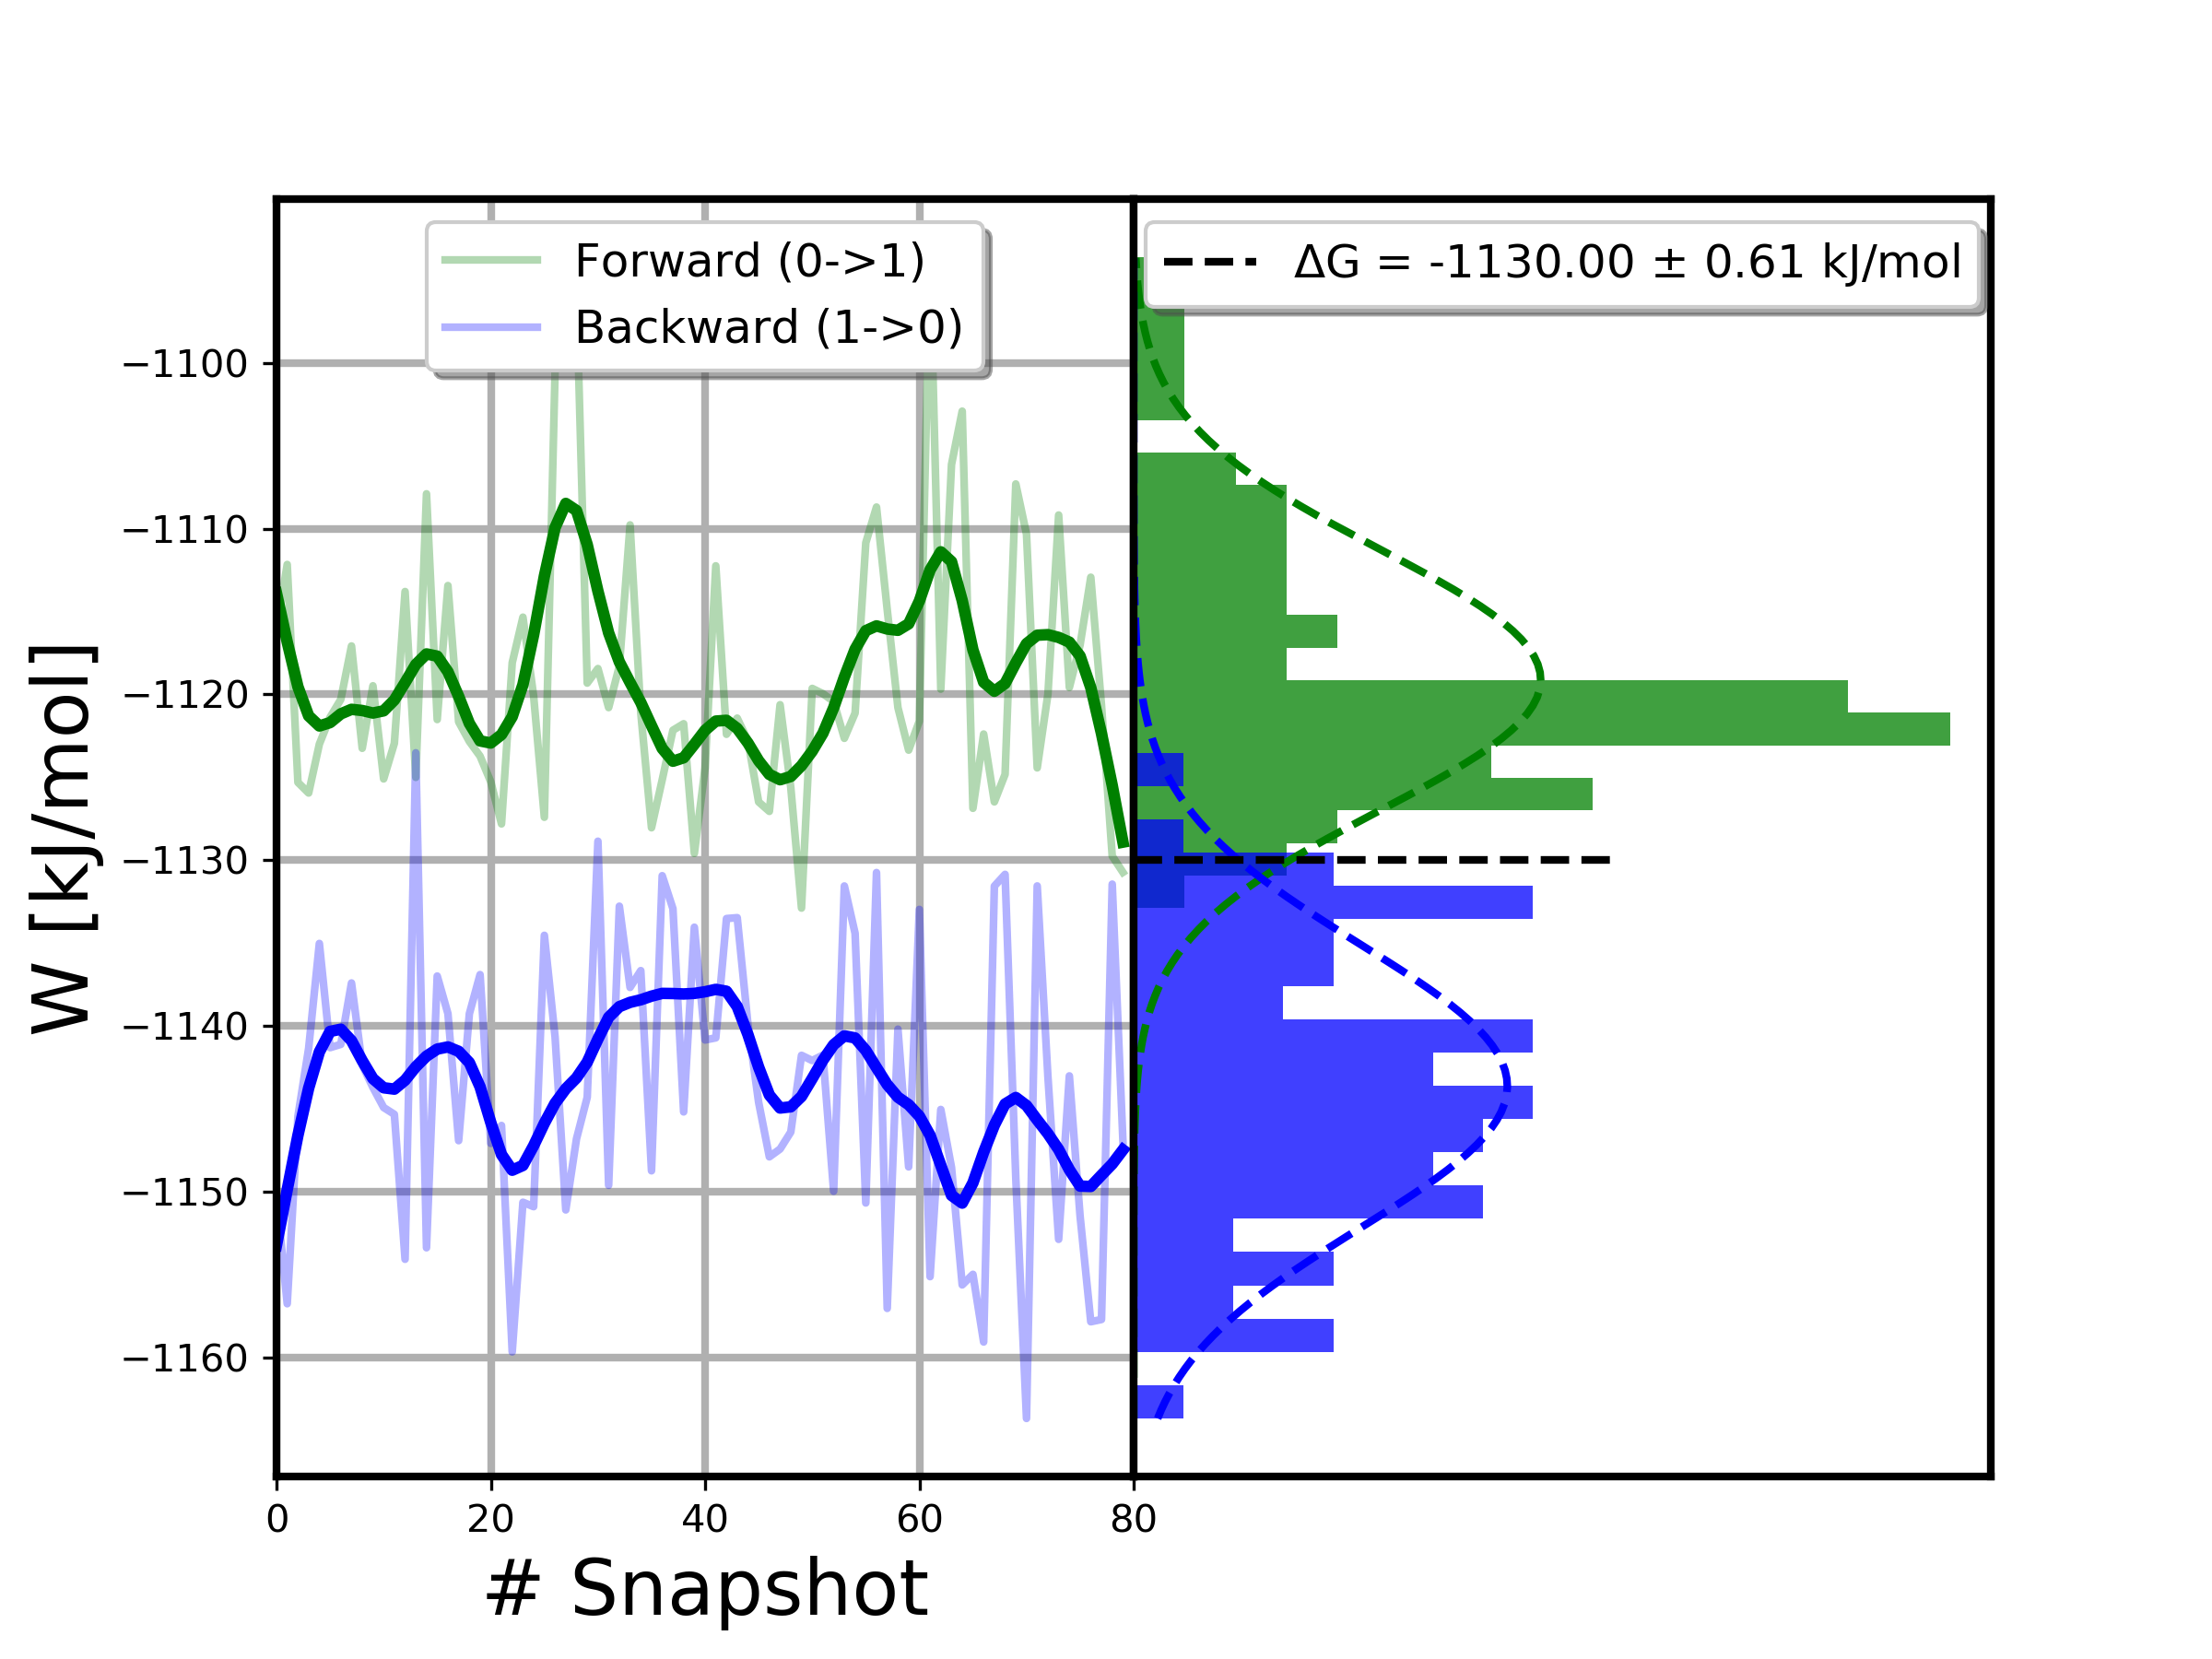 Forward (0->1)
Backward (1->0)
ΔG = -1130.00 ± 0.61 kJ/mol
W [kJ/mol]
−1100
−1110
−1120
−1130
−1140
−1150
−1160
0 20 40 60 80
# Snapshot